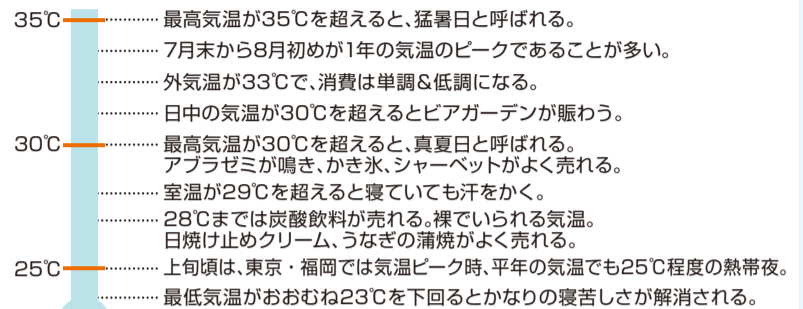 35℃ 最高気温が35℃を超えると、猛暑日と呼ばれる。
7月末から8月初めが1年の気温のピークであることが多い。
外気温が33℃で、消費は単調&低調になる。
日中の気温が30℃を超えるとビアガーデンが賑わう。
30℃ 最高気温が30℃を超えると、真夏日と呼ばれる。
アブラゼミが鳴き、かき氷、シャーベットがよく売れる。
室温が29℃を超えると寝ていても汗をかく。
28℃までは炭酸飲料が売れる。裸でいられる気温。
日焼け止めクリーム、うなぎの蒲焼がよく売れる。
25℃ 上旬頃は、東京・福岡では気温ピーク時、平年の気温でも25℃程度の熱帯夜。
最低気温がおおむね23℃を下回るとかなりの寝苦しさが解消される。